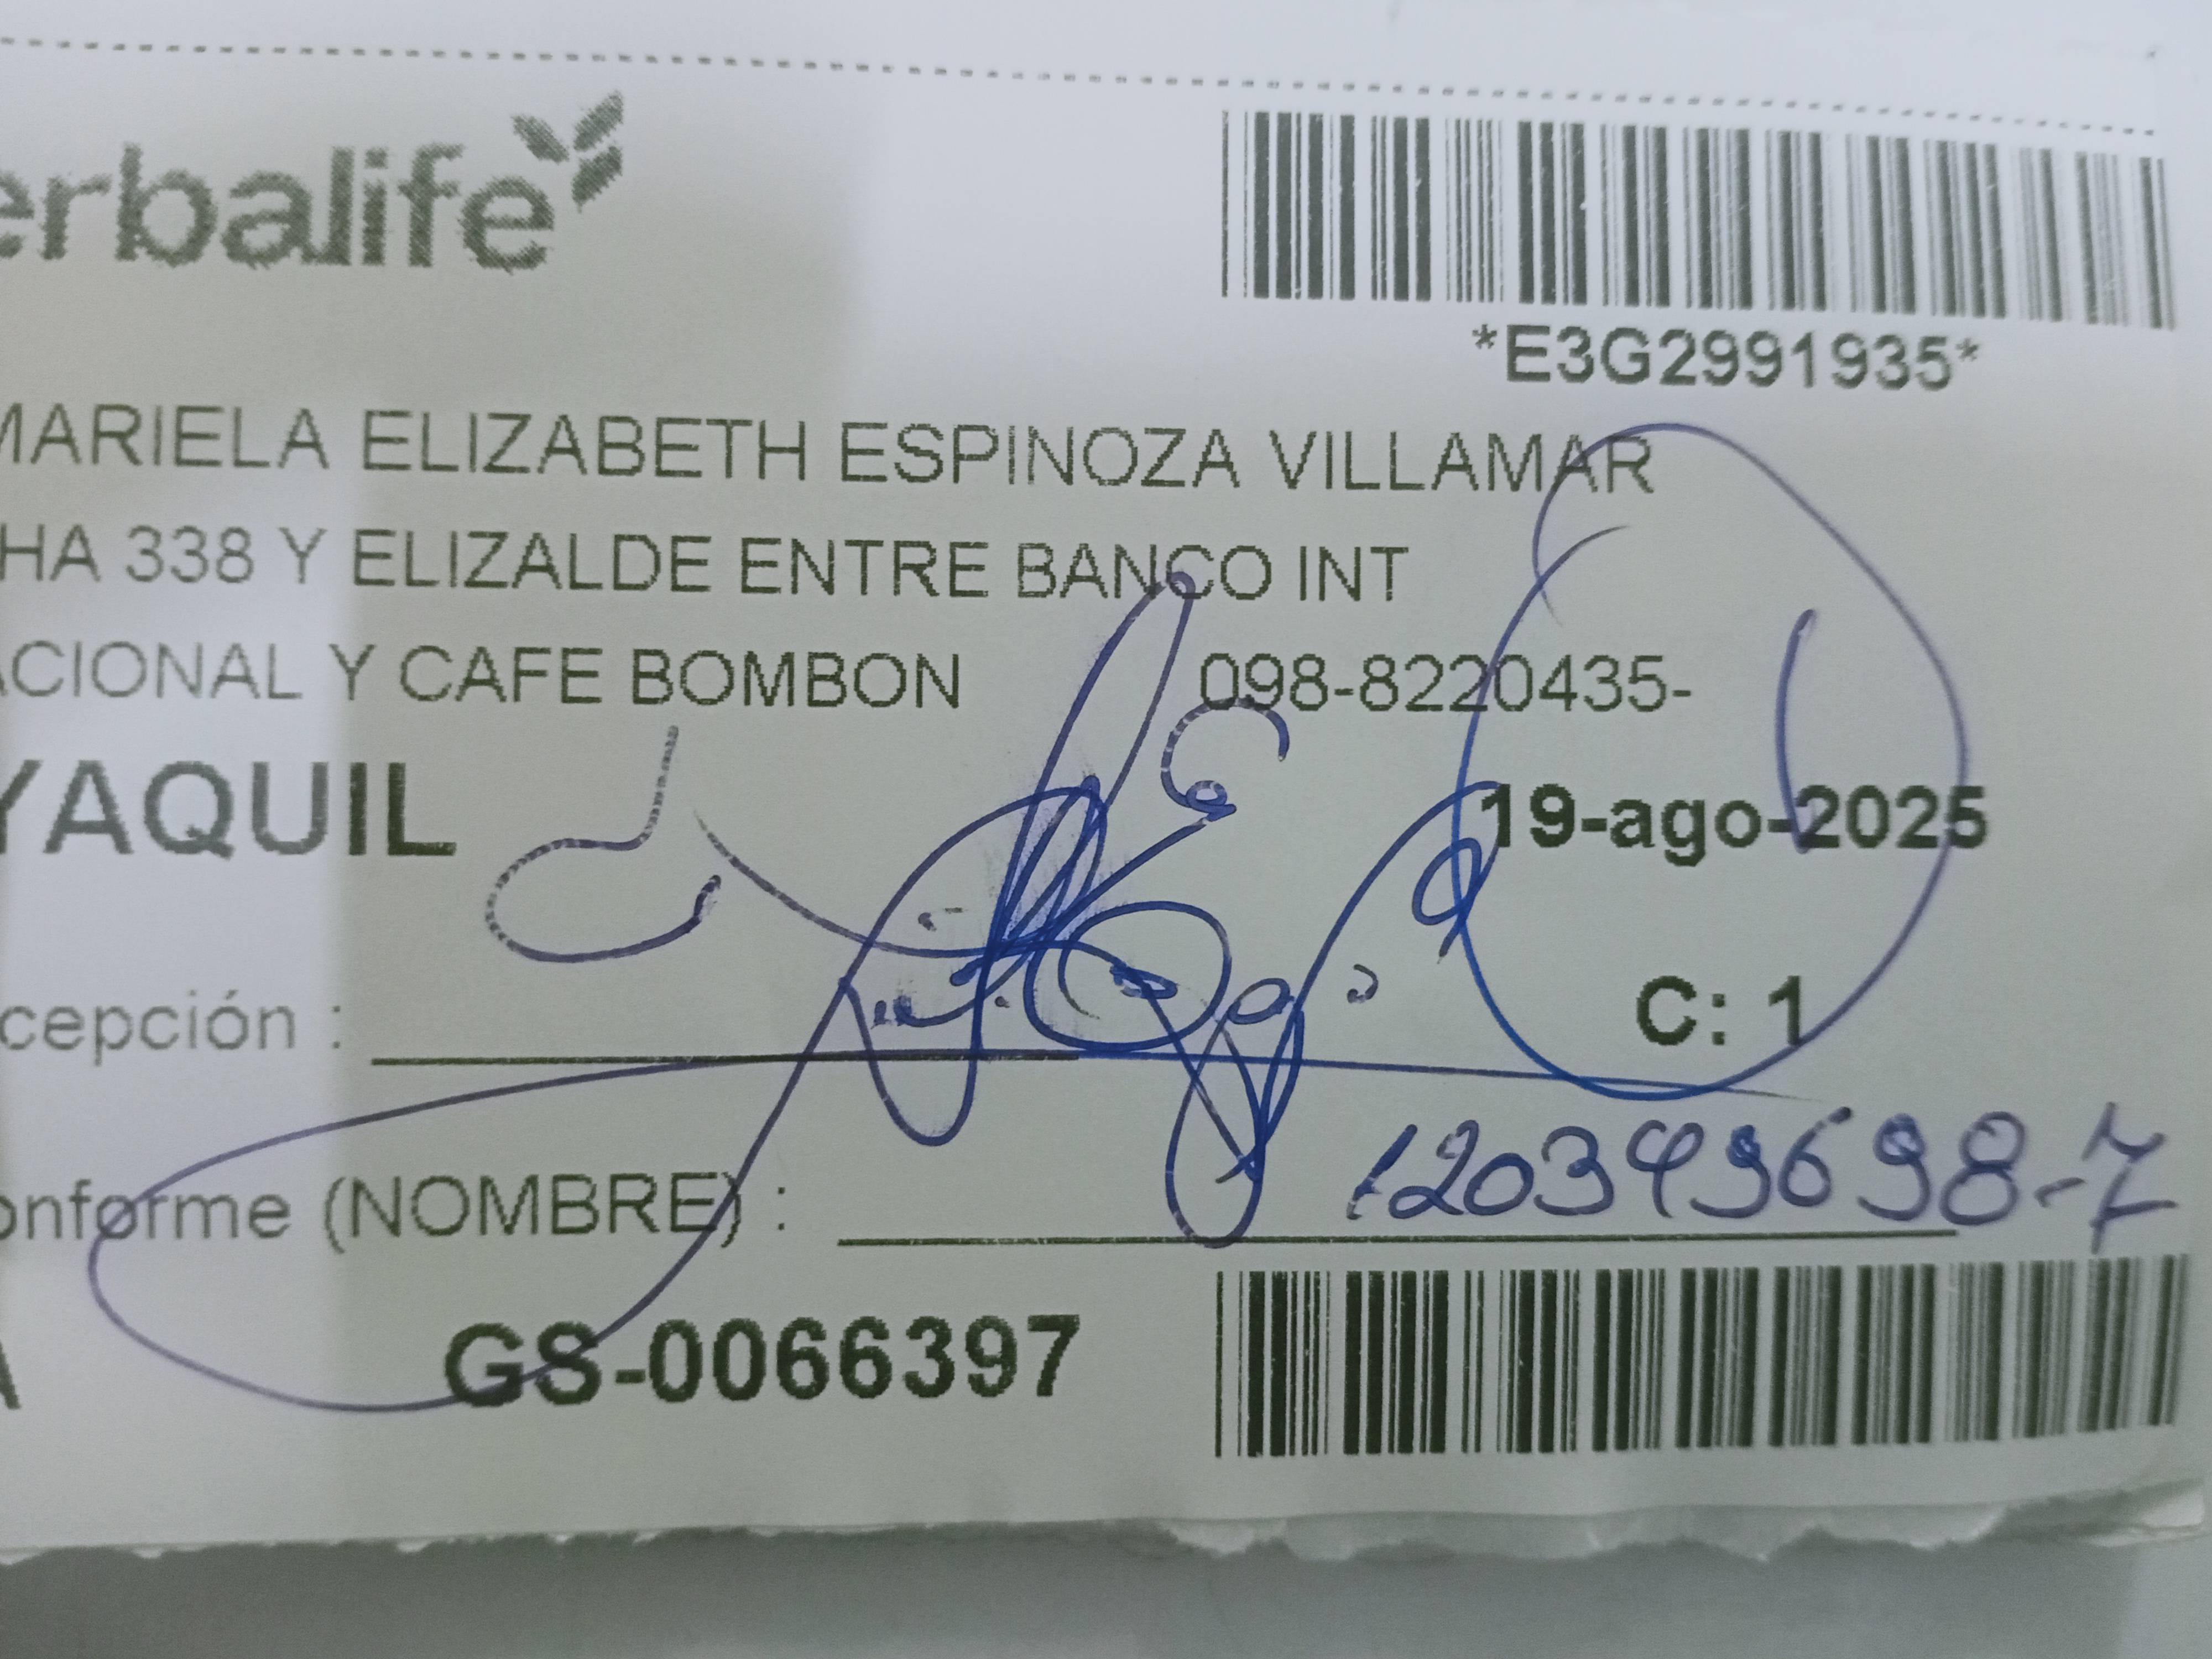 erbalife
*E3G2991935*
MARIELA ELIZABETH ESPINOZA VILLAMAR
HA 338 Y ELIZALDE ENTRE BANCO INT
ACIONAL Y CAFE BOMBON 098-8220435-
YAQUIL 19-ago-2025
C: 1
cepción :
onforme (NOMBRE) : 120349698-7
A GS-0066397